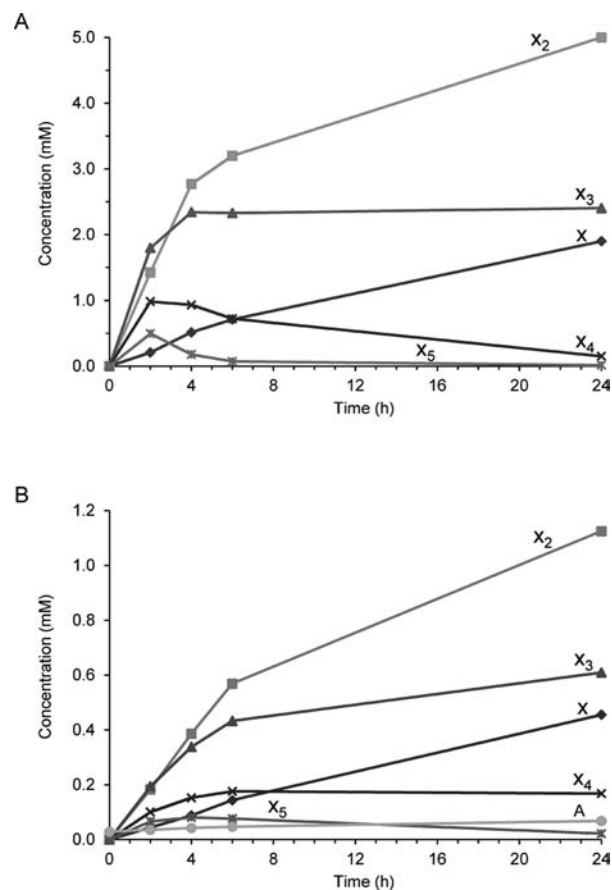 A
5.0
4.0
3.0
2.0
1.0
0.0
Concentration (mM)
X₂
X₃
X
X₄
X₅
0 4 8 12 16 20 24
Time (h)
B
1.2
1.0
0.8
0.6
0.4
0.2
0.0
Concentration (mM)
X₂
X₃
X
X₄
X₅
A
0 4 8 12 16 20 24
Time (h)